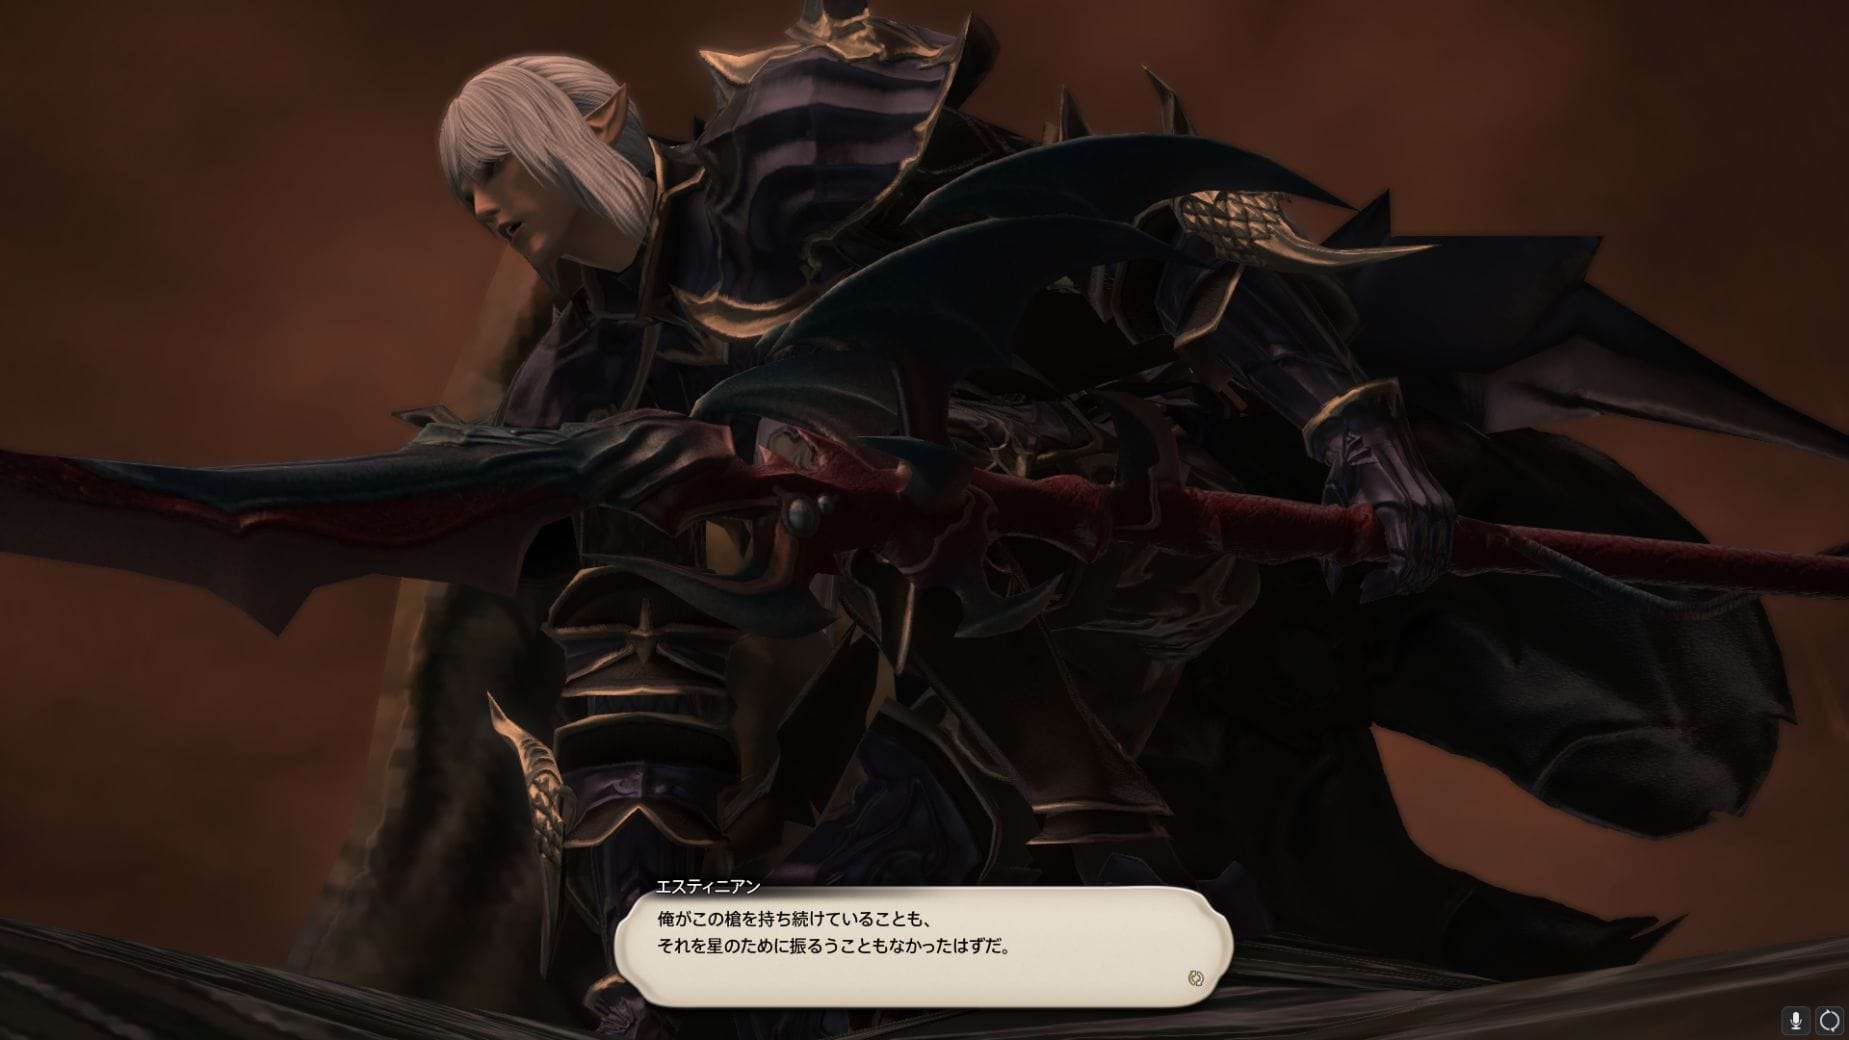 エスティニアン
俺がこの槍を持ち続けていることも、
それを星のために振るうこともなかったはずだ。